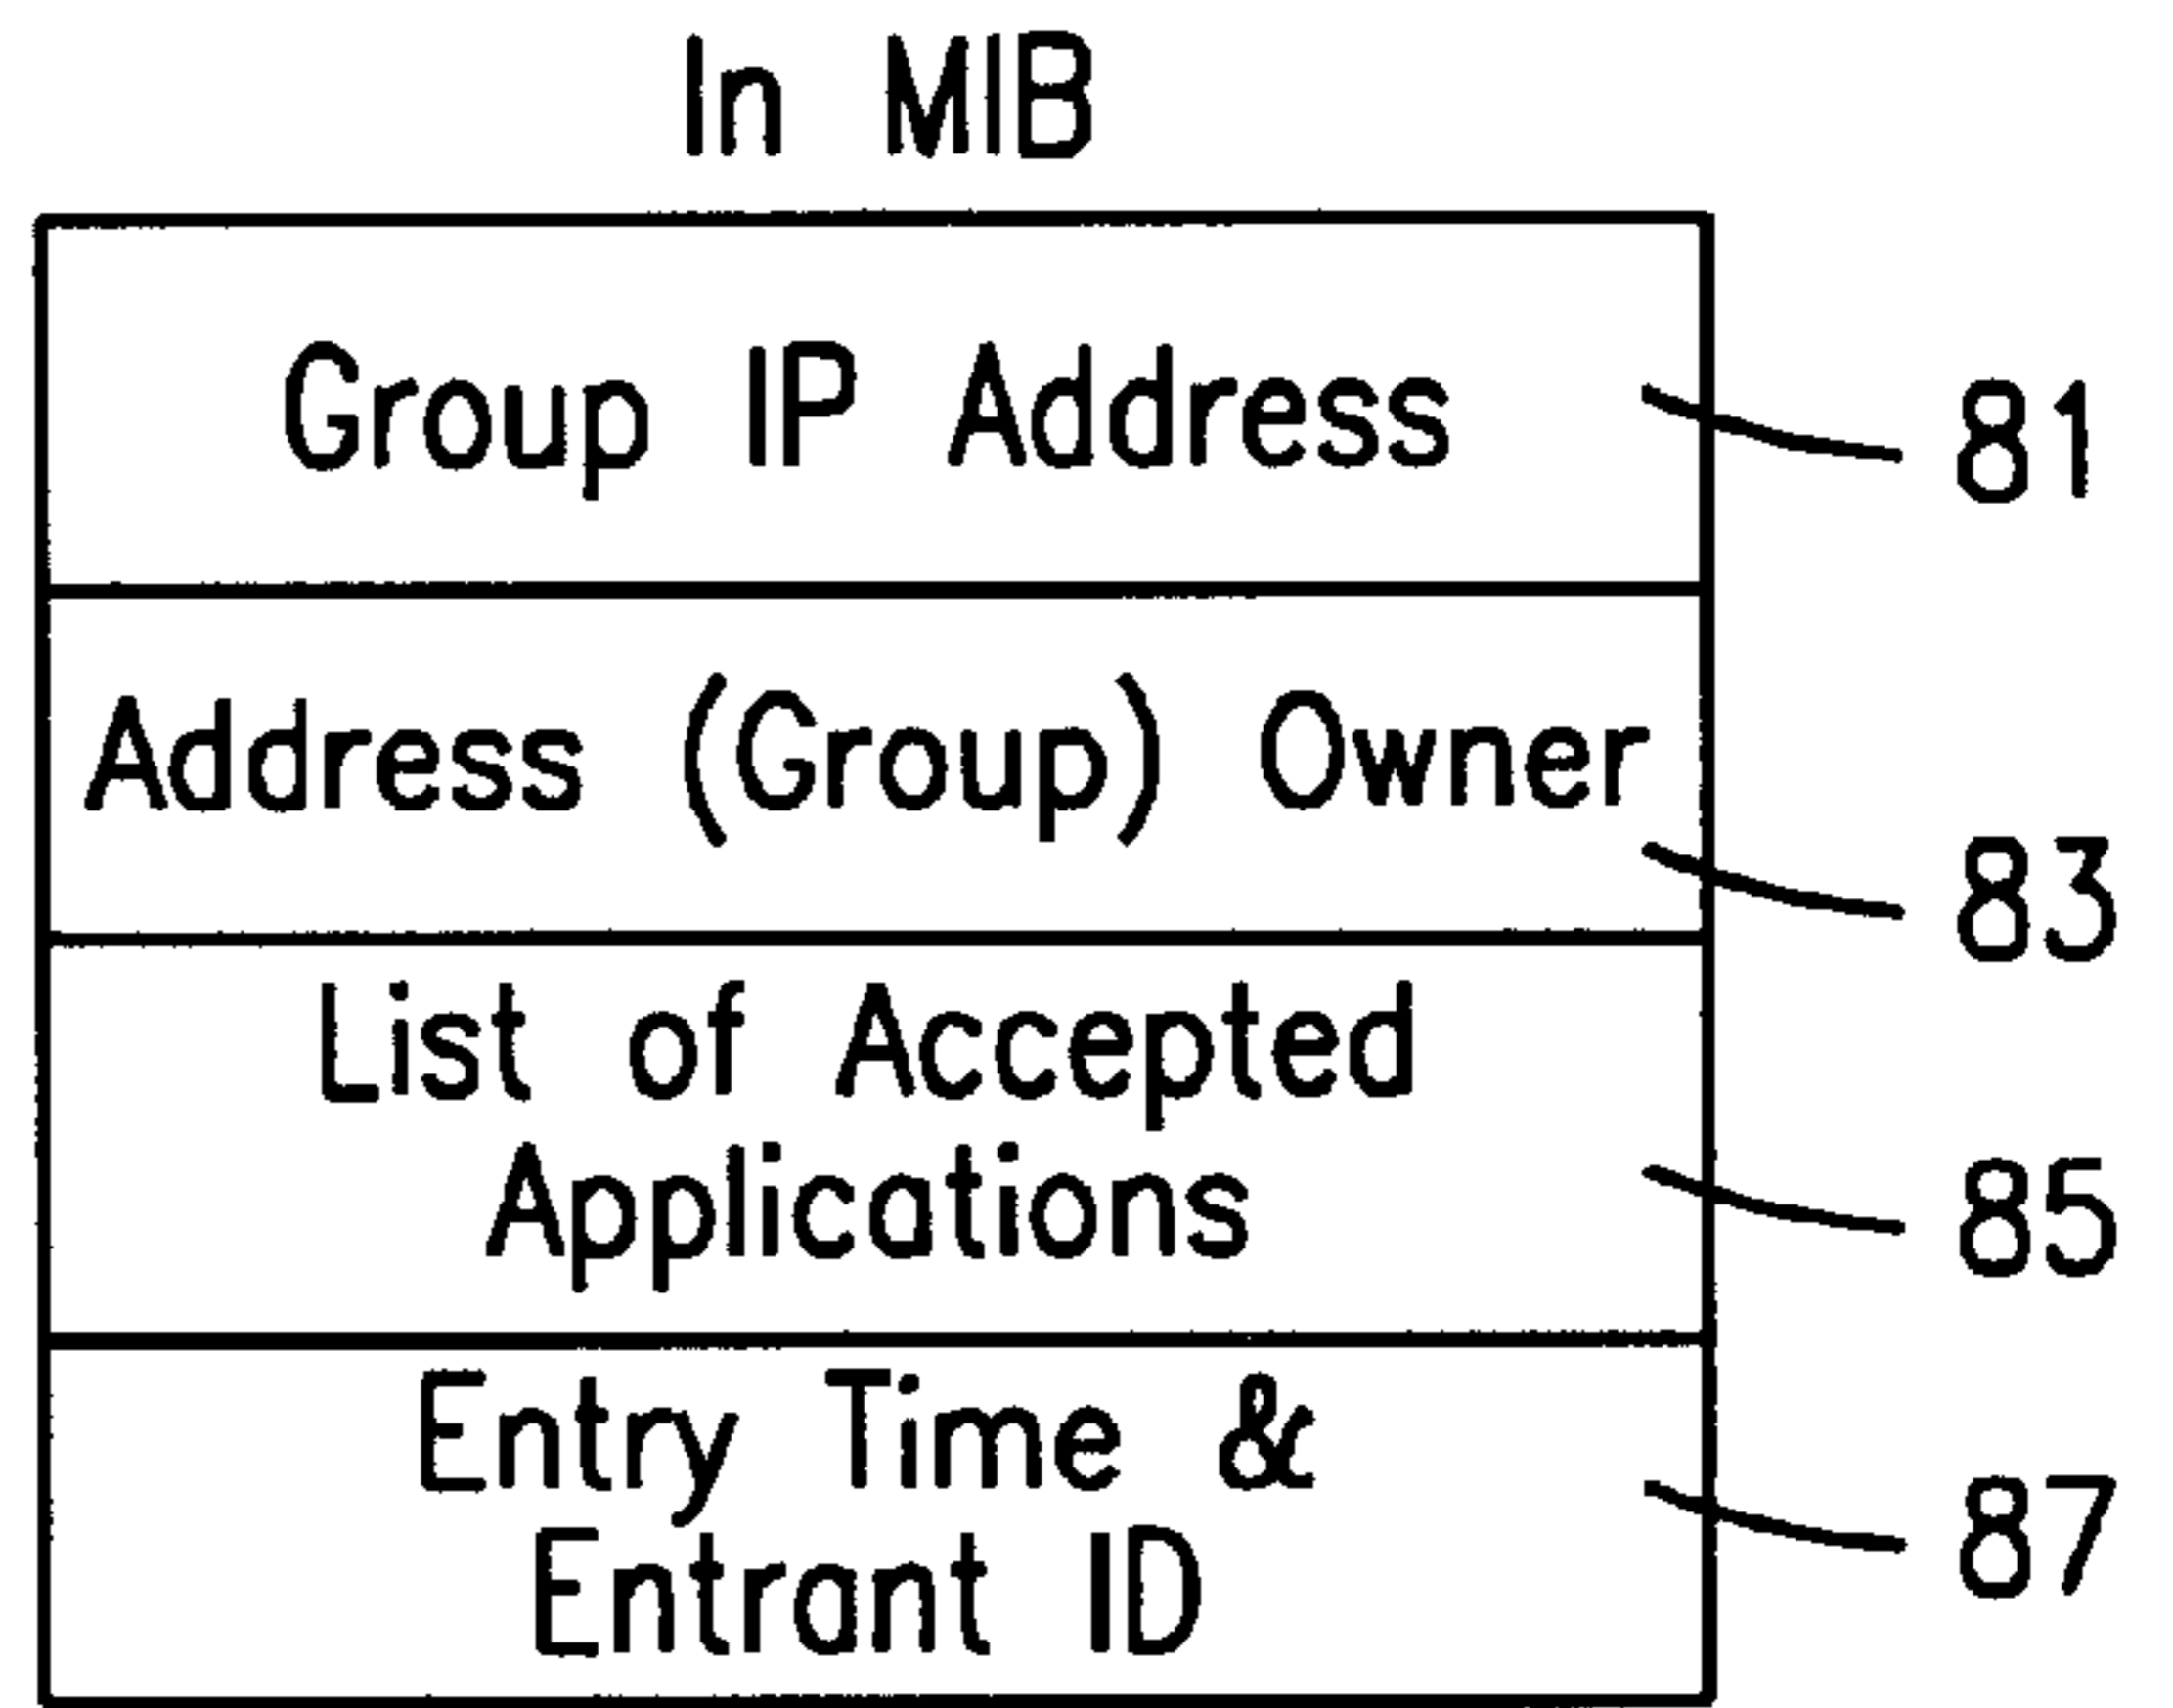 In MIB
Group IP Address
81
Address (Group) Owner
83
List of Accepted
Applications
85
Entry Time &
Entrant ID
87